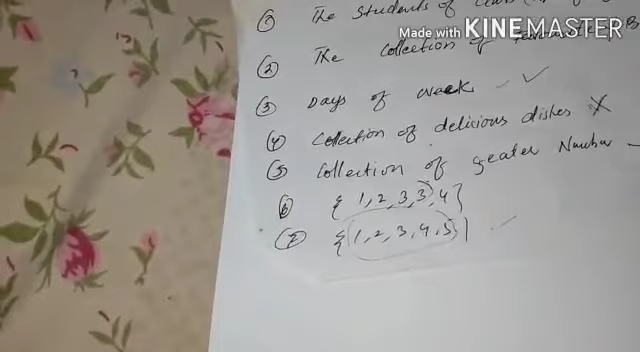 Made with KINEMASTER
① The students of
② The collection of
③ Days of week ✓
④ Collection of delicious dishes ✗
⑤ Collection of greater Number -
⑥ { 1, 2, 3, 3, 4 }
⑦ { 1, 2, 3, 4, 5 }